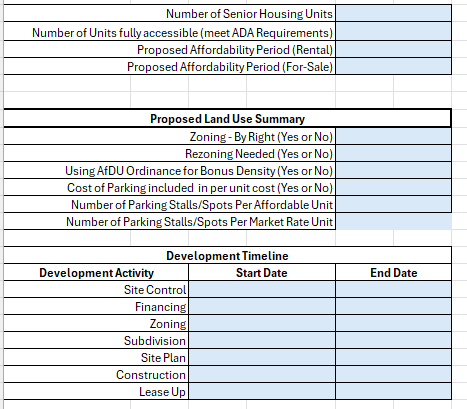 Number of Senior Housing Units
Number of Units fully accessible (meet ADA Requirements)
Proposed Affordability Period (Rental)
Proposed Affordability Period (For-Sale)
Proposed Land Use Summary
Zoning - By Right (Yes or No)
Rezoning Needed (Yes or No)
Using AfDU Ordinance for Bonus Density (Yes or No)
Cost of Parking included in per unit cost (Yes or No)
Number of Parking Stalls/Spots Per Affordable Unit
Number of Parking Stalls/Spots Per Market Rate Unit
Development Timeline
Development Activity Start Date End Date
Site Control
Financing
Zoning
Subdivision
Site Plan
Construction
Lease Up